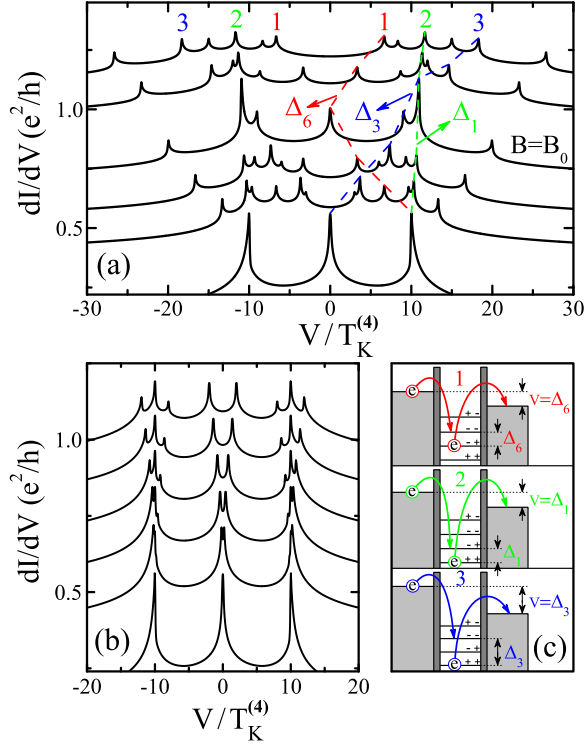 3 2 1 1 2 3
Δ₆ Δ₃ Δ₁
B=B₀
dI/dV (e²/h)
1.0
0.5
(a)
-30 -20 -10 0 10 20 30
V / T_K^(4)
dI/dV (e²/h)
1.0
0.5
(b)
-20 -10 0 10 20
V / T_K^(4)
1
e
+ +
- +
+ -
+ +
e
V=Δ₆
Δ₆
2
e
+ -
- +
- +
+ +
e
V=Δ₁
Δ₁
3
e
+ +
- +
- +
+ +
e
V=Δ₃
Δ₃
(c)